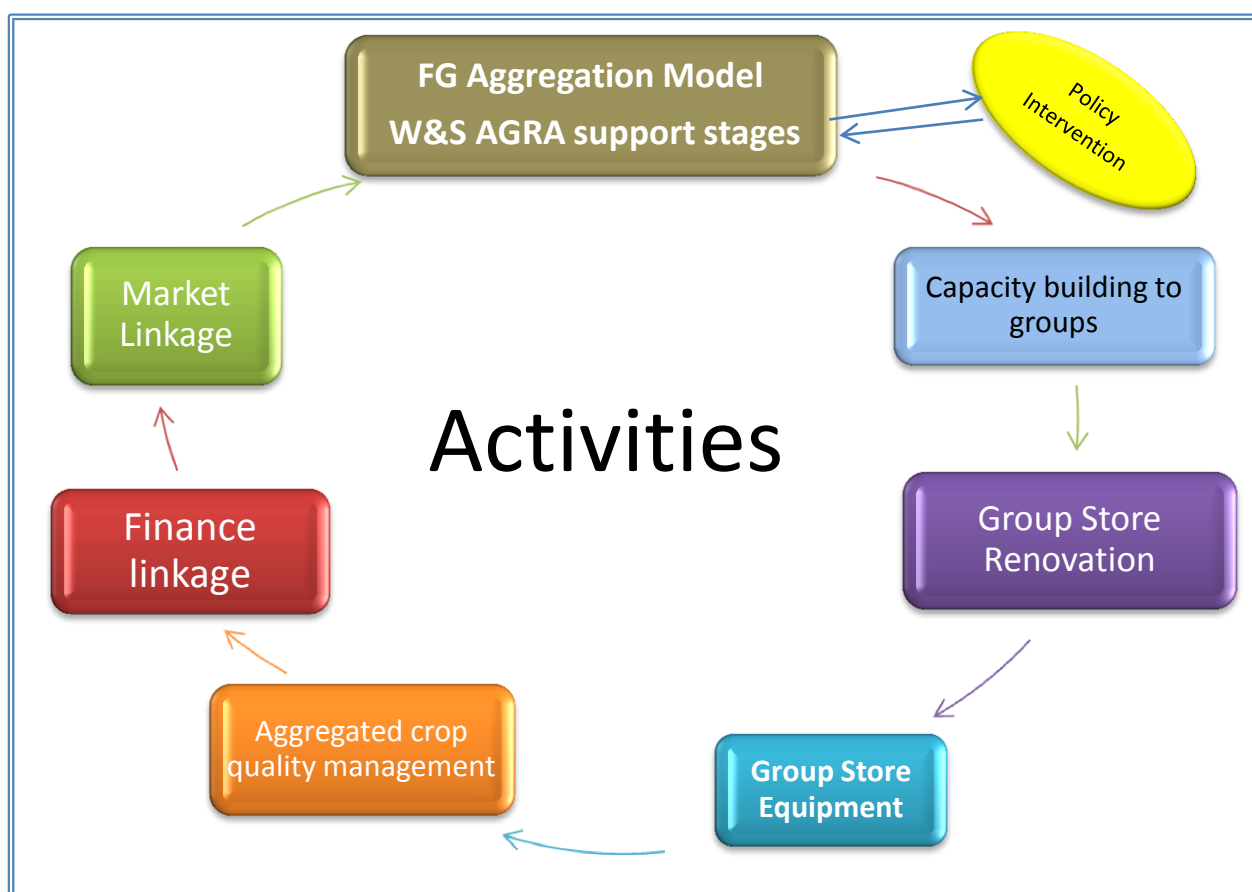 FG Aggregation Model
W&S AGRA support stages
Policy
Intervention
Market
Linkage
Capacity building to
groups
Activities
Finance
linkage
Group Store
Renovation
Aggregated crop
quality management
Group Store
Equipment